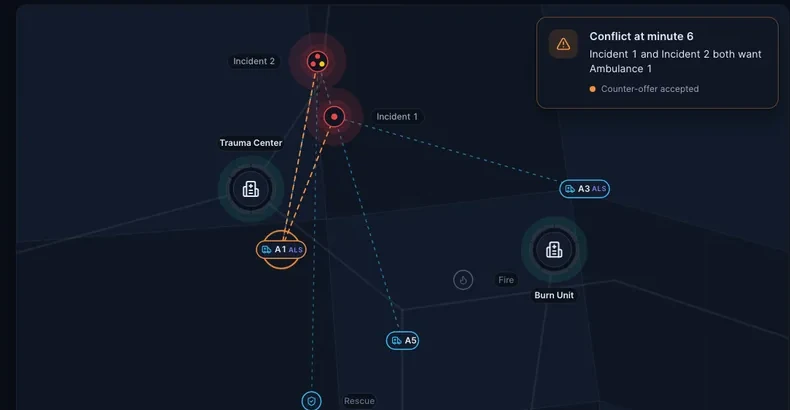 Conflict at minute 6
Incident 1 and Incident 2 both want
Ambulance 1
Counter-offer accepted
Incident 2
Incident 1
Trauma Center
A3 ALS
A1 ALS
Fire
Burn Unit
A5
Rescue